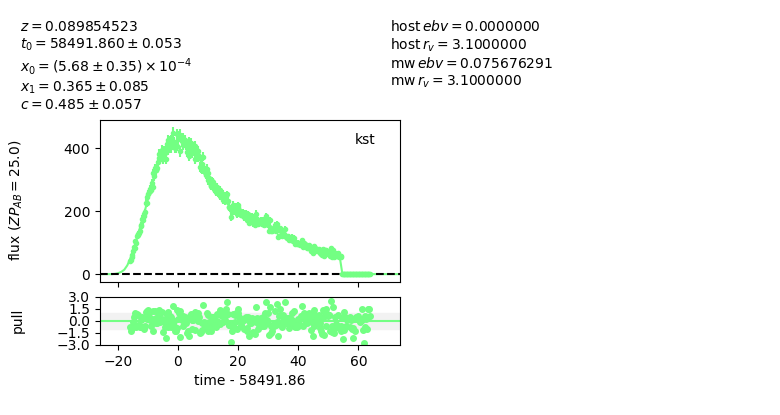 z = 0.089854523
t₀ = 58491.860 ± 0.053
x₀ = (5.68 ± 0.35) × 10⁻⁴
x₁ = 0.365 ± 0.085
c = 0.485 ± 0.057
host ebv = 0.0000000
host r_v = 3.1000000
mw ebv = 0.075676291
mw r_v = 3.1000000
kst
flux (ZP_AB = 25.0)
400
200
0
pull
3.0
1.5
0.0
−1.5
−3.0
−20 0 20 40 60
time - 58491.86